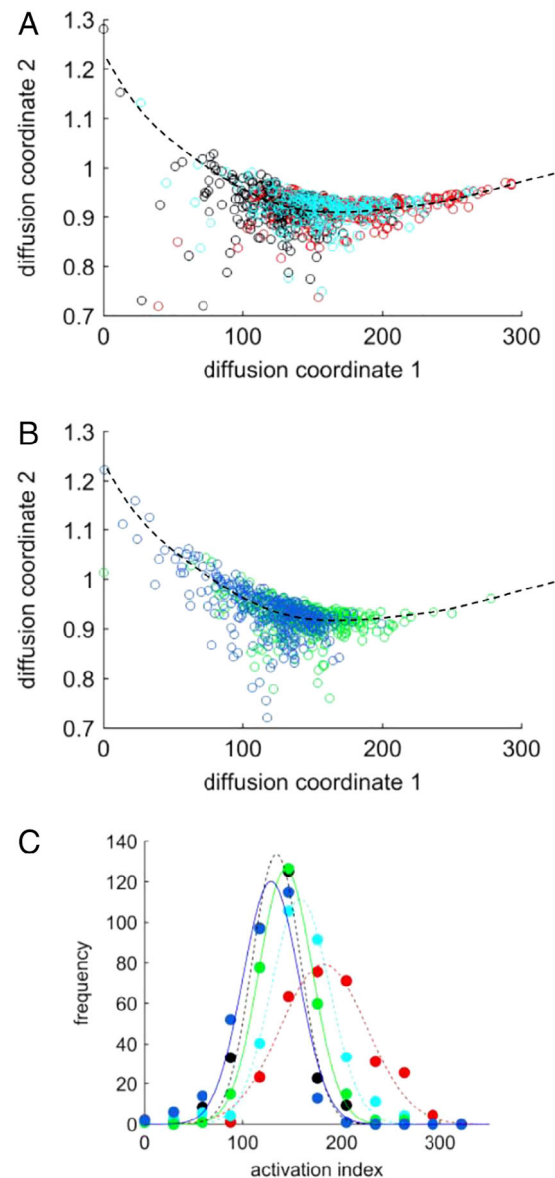 A
1.3
1.2
1.1
1
0.9
0.8
0.7
diffusion coordinate 2
0 100 200 300
diffusion coordinate 1
B
1.3
1.2
1.1
1
0.9
0.8
0.7
diffusion coordinate 2
0 100 200 300
diffusion coordinate 1
C
140
120
100
80
60
40
20
0
frequency
0 100 200 300
activation index